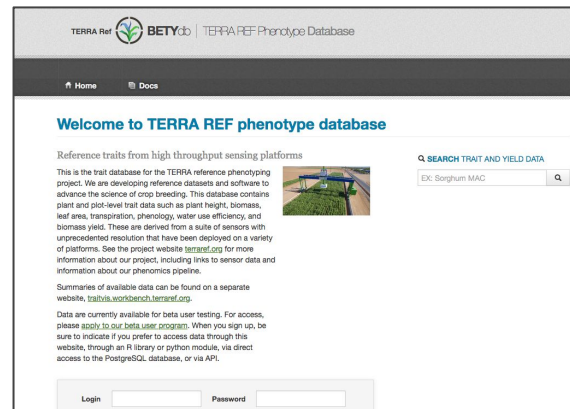 TERRA Ref BETYdb | TERRA REF Phenotype Database
Home Docs
Welcome to TERRA REF phenotype database
Reference traits from high throughput sensing platforms
This is the trait database for the TERRA reference phenotyping
project. We are developing reference datasets and software to
advance the science of crop breeding. This database contains
plant and plot-level trait data such as plant height, biomass,
leaf area, transpiration, phenology, water use efficiency, and
biomass yield. These are derived from a suite of sensors with
unprecedented resolution that have been deployed on a variety
of platforms. See the project website terraref.org for more
information about our project, including links to sensor data and
information about our phenomics pipeline.
Summaries of available data can be found on a separate
website, traitvis.workbench.terraref.org.
Data are currently available for beta user testing. For access,
please apply to our beta user program. When you sign up, be
sure to indicate if you prefer to access data through this
website, through an R library or python module, via direct
access to the PostgreSQL database, or via API.
SEARCH TRAIT AND YIELD DATA
EX: Sorghum MAC
Login Password